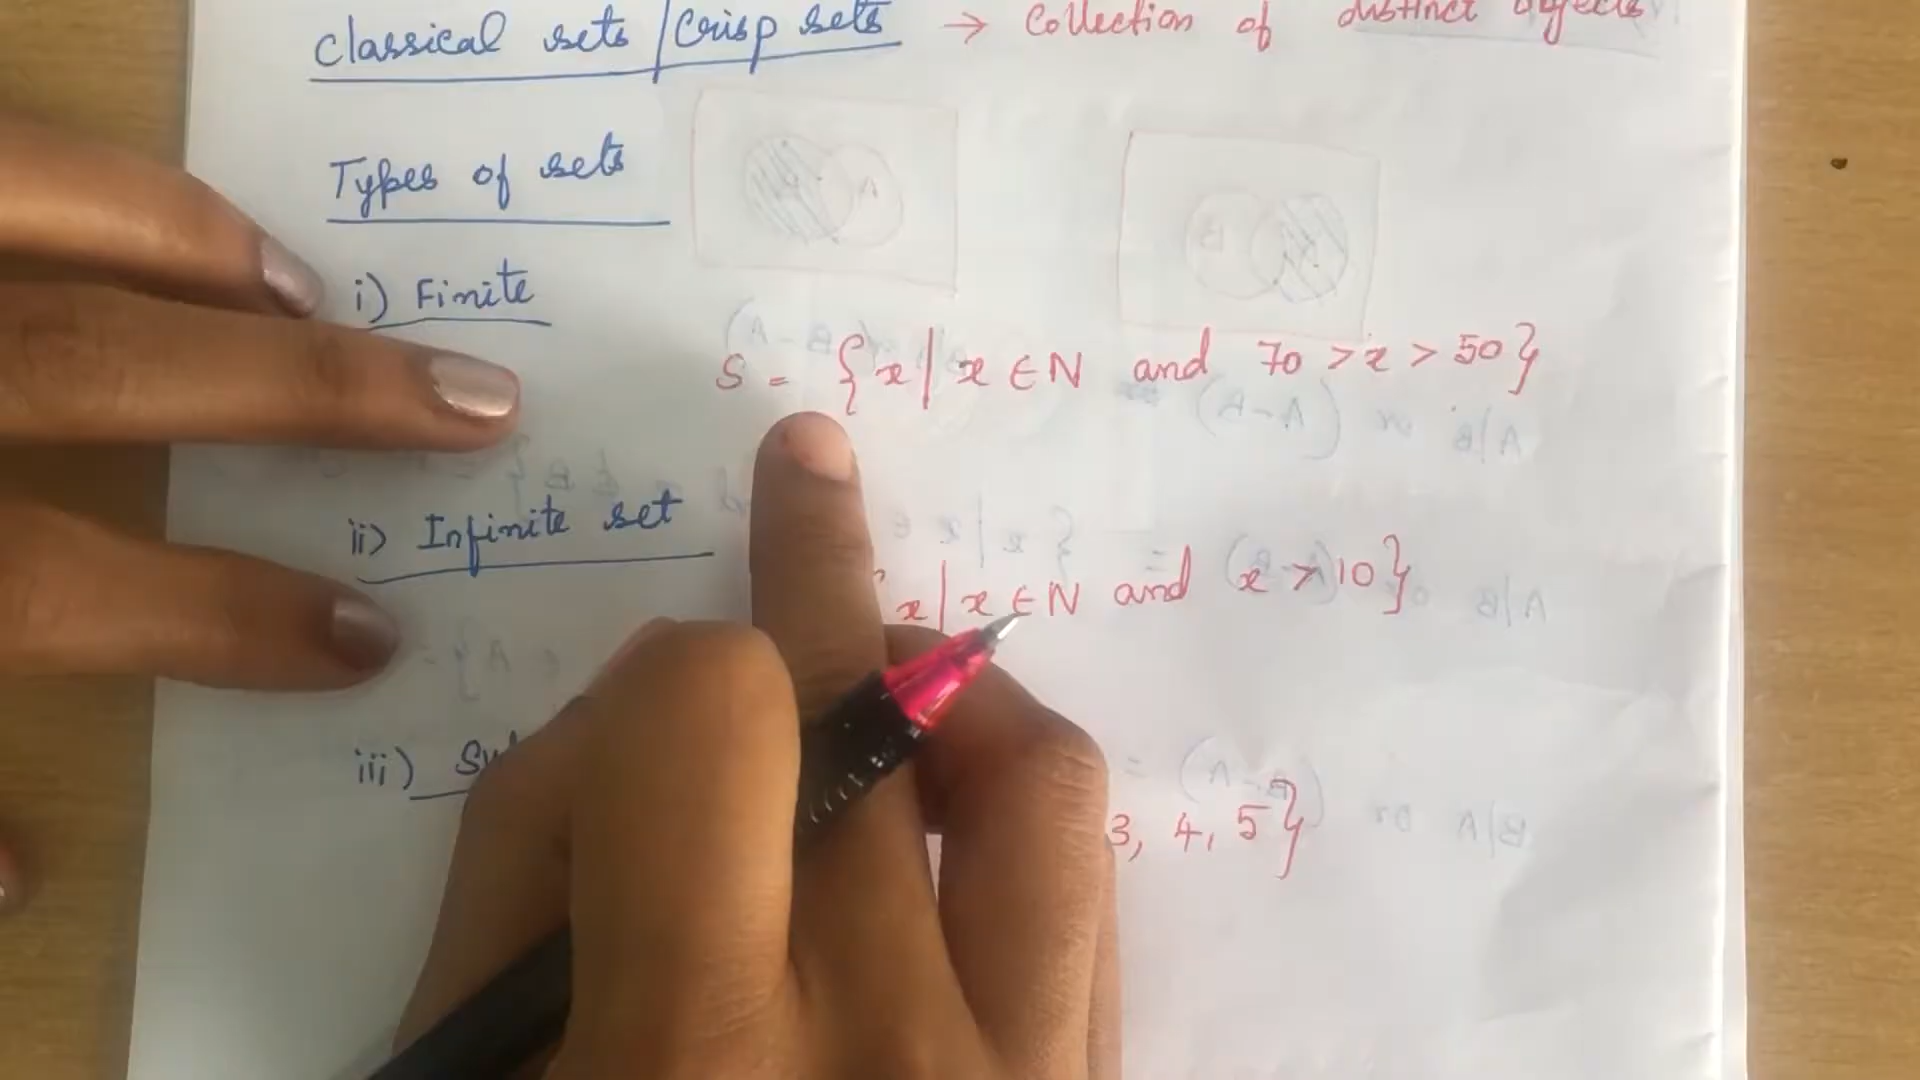 Classical sets / Crisp sets → Collection of distinct objects
Types of sets
i) Finite
S = {x | x ∈ N and 70 > x > 50}
ii) Infinite set
x | x ∈ N and x > 10}
iii)
3, 4, 5}